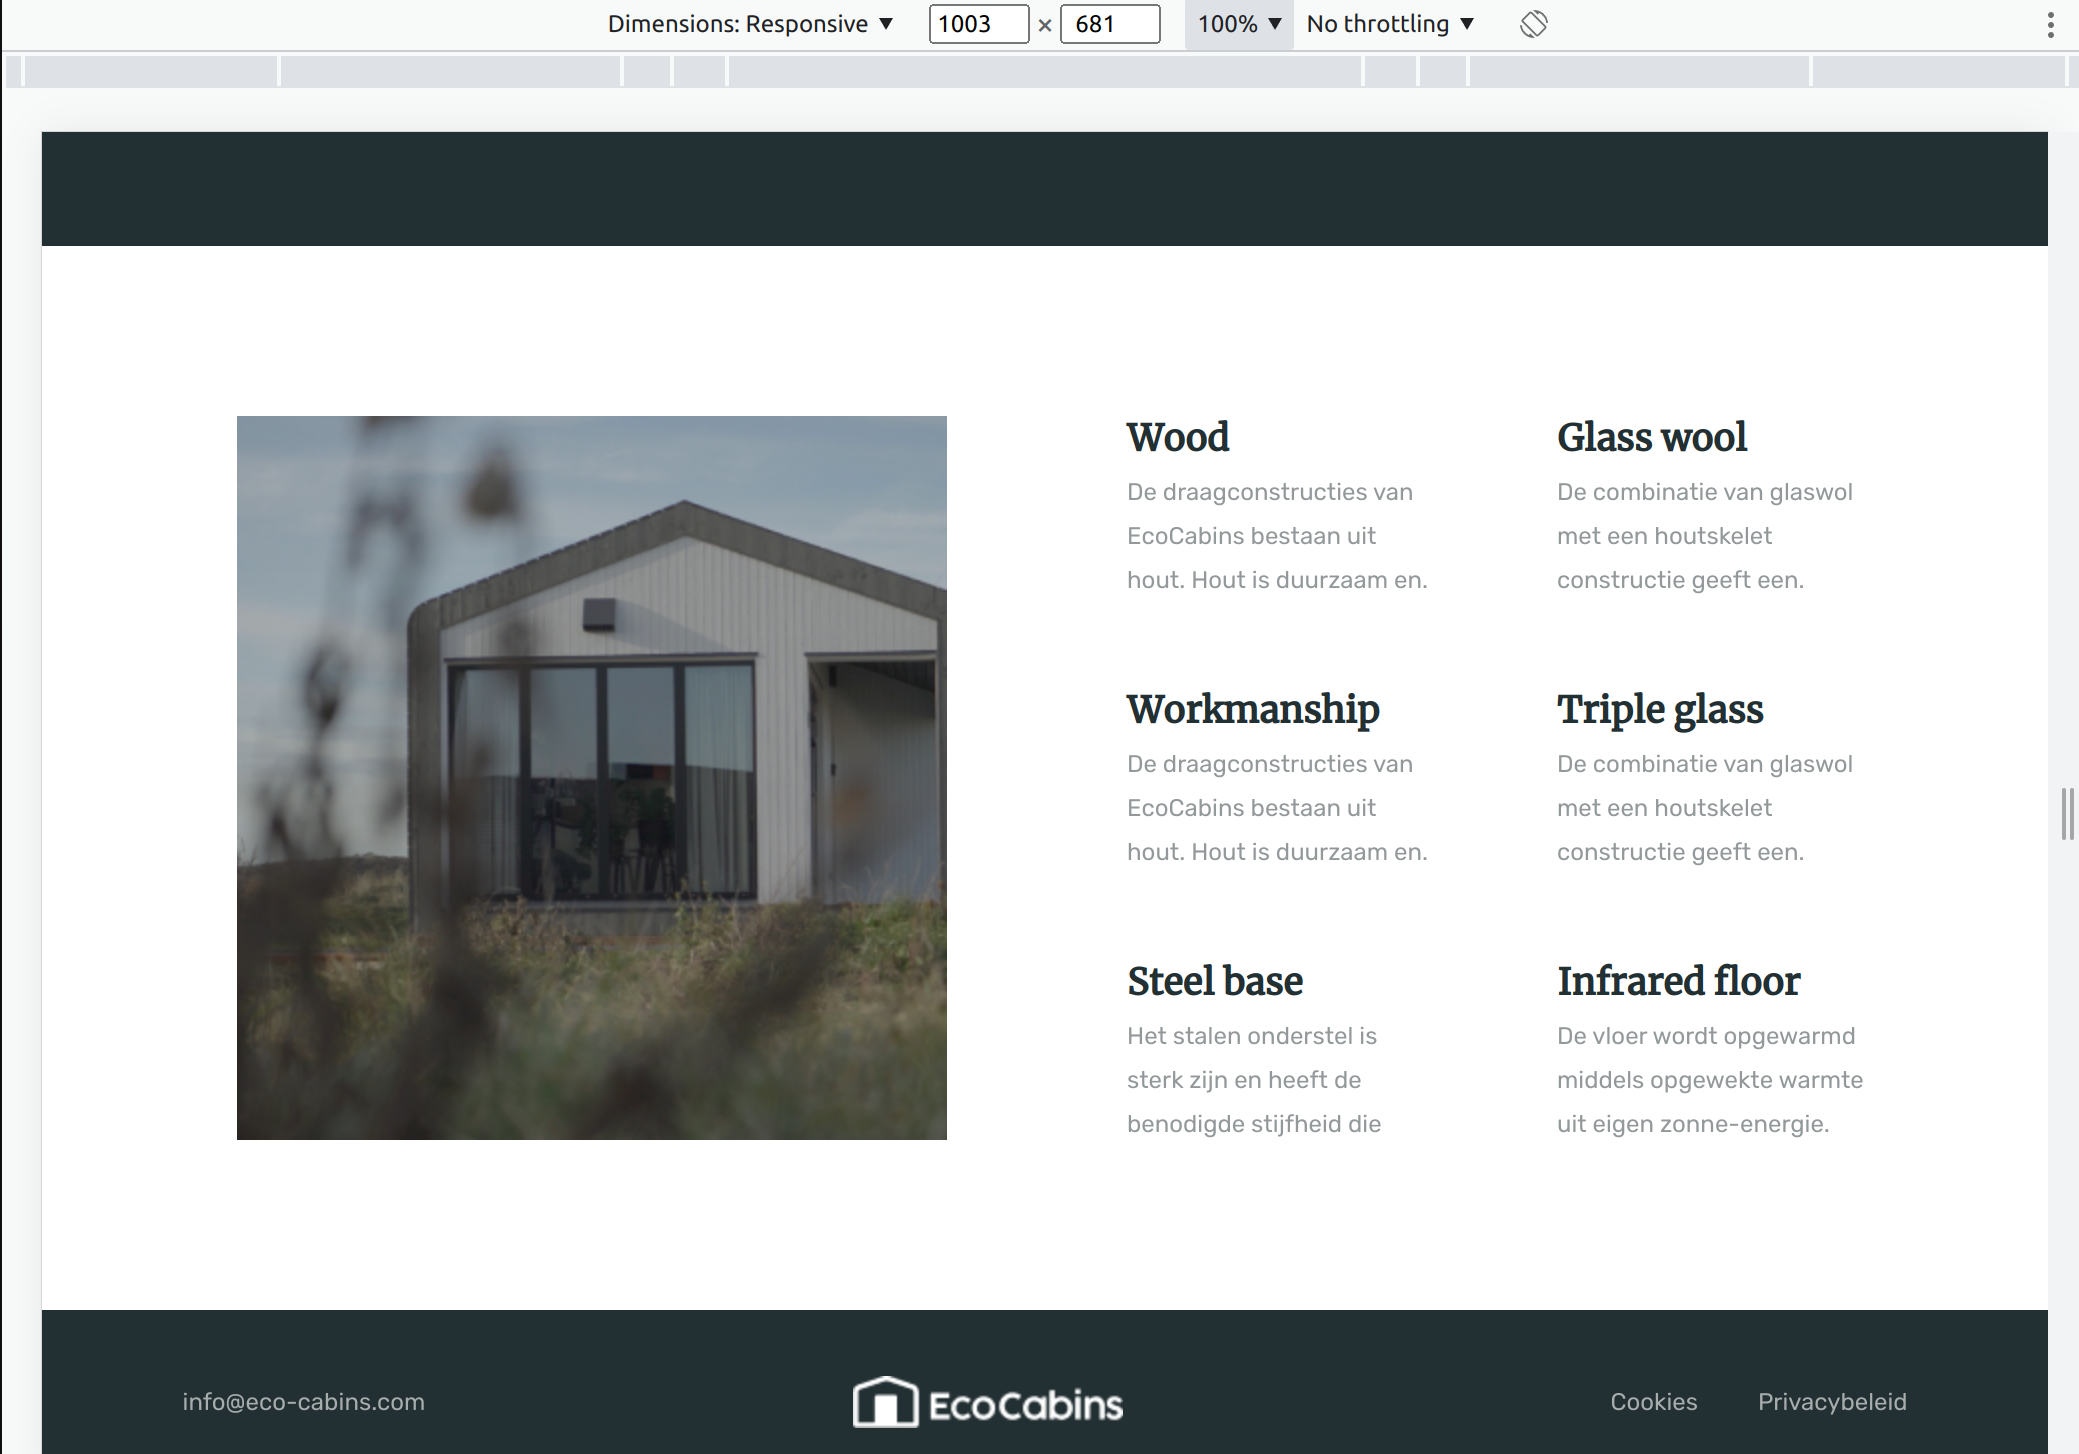 Dimensions: Responsive ▼ 1003 × 681 100% ▼ No throttling ▼
Wood
De draagconstructies van
EcoCabins bestaan uit
hout. Hout is duurzaam en.
Glass wool
De combinatie van glaswol
met een houtskelet
constructie geeft een.
Workmanship
De draagconstructies van
EcoCabins bestaan uit
hout. Hout is duurzaam en.
Triple glass
De combinatie van glaswol
met een houtskelet
constructie geeft een.
Steel base
Het stalen onderstel is
sterk zijn en heeft de
benodigde stijfheid die
Infrared floor
De vloer wordt opgewarmd
middels opgewekte warmte
uit eigen zonne-energie.
info@eco-cabins.com
EcoCabins
Cookies Privacybeleid